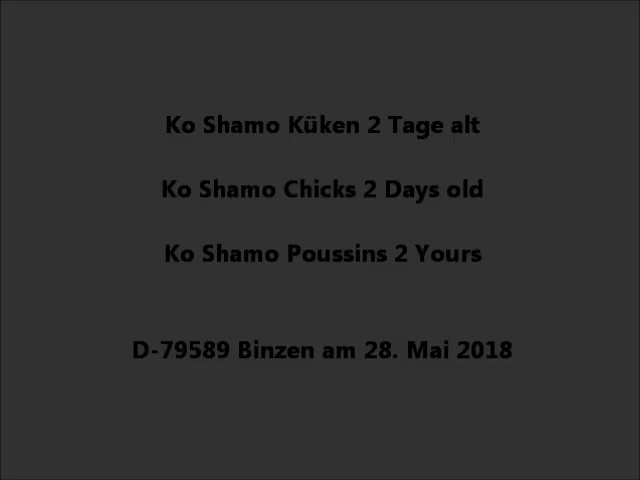 Ko Shamo Küken 2 Tage alt
Ko Shamo Chicks 2 Days old
Ko Shamo Poussins 2 Yours
D-79589 Binzen am 28. Mai 2018